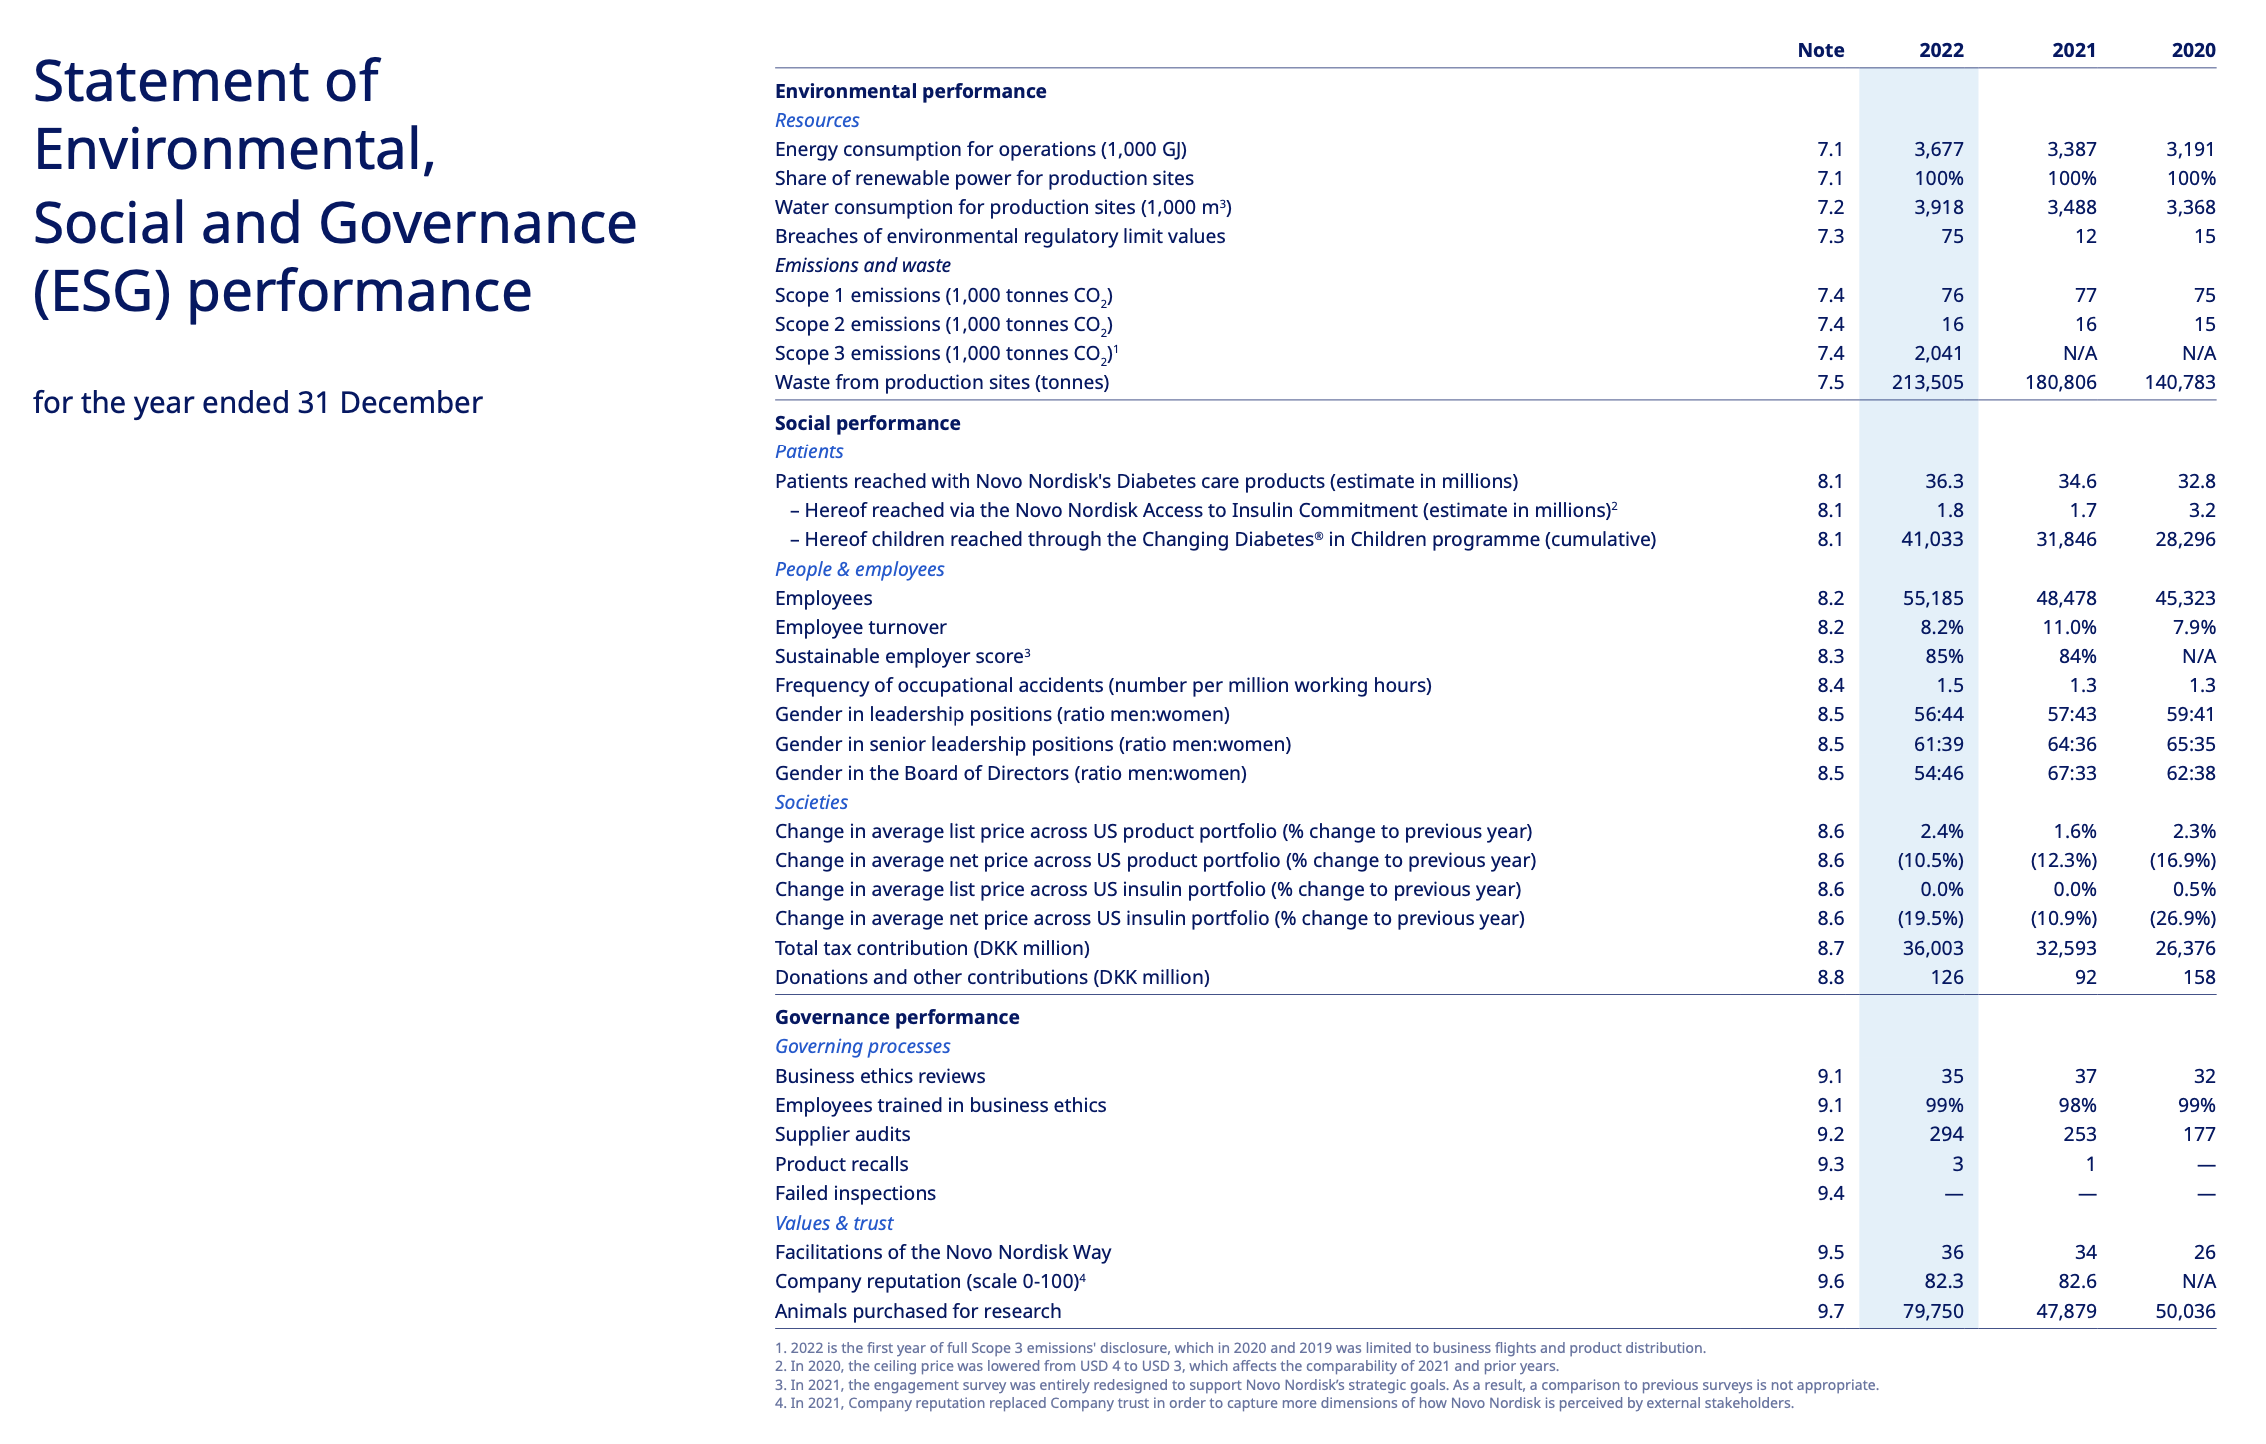 Statement of
Environmental,
Social and Governance
(ESG) performance
for the year ended 31 December
Note 2022 2021 2020
Environmental performance
Resources
Energy consumption for operations (1,000 GJ) 7.1 3,677 3,387 3,191
Share of renewable power for production sites 7.1 100% 100% 100%
Water consumption for production sites (1,000 m³) 7.2 3,918 3,488 3,368
Breaches of environmental regulatory limit values 7.3 75 12 15
Emissions and waste
Scope 1 emissions (1,000 tonnes CO₂) 7.4 76 77 75
Scope 2 emissions (1,000 tonnes CO₂) 7.4 16 16 15
Scope 3 emissions (1,000 tonnes CO₂)¹ 7.4 2,041 N/A N/A
Waste from production sites (tonnes) 7.5 213,505 180,806 140,783
Social performance
Patients
Patients reached with Novo Nordisk's Diabetes care products (estimate in millions) 8.1 36.3 34.6 32.8
– Hereof reached via the Novo Nordisk Access to Insulin Commitment (estimate in millions)² 8.1 1.8 1.7 3.2
– Hereof children reached through the Changing Diabetes® in Children programme (cumulative) 8.1 41,033 31,846 28,296
People & employees
Employees 8.2 55,185 48,478 45,323
Employee turnover 8.2 8.2% 11.0% 7.9%
Sustainable employer score³ 8.3 85% 84% N/A
Frequency of occupational accidents (number per million working hours) 8.4 1.5 1.3 1.3
Gender in leadership positions (ratio men:women) 8.5 56:44 57:43 59:41
Gender in senior leadership positions (ratio men:women) 8.5 61:39 64:36 65:35
Gender in the Board of Directors (ratio men:women) 8.5 54:46 67:33 62:38
Societies
Change in average list price across US product portfolio (% change to previous year) 8.6 2.4% 1.6% 2.3%
Change in average net price across US product portfolio (% change to previous year) 8.6 (10.5%) (12.3%) (16.9%)
Change in average list price across US insulin portfolio (% change to previous year) 8.6 0.0% 0.0% 0.5%
Change in average net price across US insulin portfolio (% change to previous year) 8.6 (19.5%) (10.9%) (26.9%)
Total tax contribution (DKK million) 8.7 36,003 32,593 26,376
Donations and other contributions (DKK million) 8.8 126 92 158
Governance performance
Governing processes
Business ethics reviews 9.1 35 37 32
Employees trained in business ethics 9.1 99% 98% 99%
Supplier audits 9.2 294 253 177
Product recalls 9.3 3 1 —
Failed inspections 9.4 — — —
Values & trust
Facilitations of the Novo Nordisk Way 9.5 36 34 26
Company reputation (scale 0-100)⁴ 9.6 82.3 82.6 N/A
Animals purchased for research 9.7 79,750 47,879 50,036
1. 2022 is the first year of full Scope 3 emissions' disclosure, which in 2020 and 2019 was limited to business flights and product distribution.
2. In 2020, the ceiling price was lowered from USD 4 to USD 3, which affects the comparability of 2021 and prior years.
3. In 2021, the engagement survey was entirely redesigned to support Novo Nordisk’s strategic goals. As a result, a comparison to previous surveys is not appropriate.
4. In 2021, Company reputation replaced Company trust in order to capture more dimensions of how Novo Nordisk is perceived by external stakeholders.